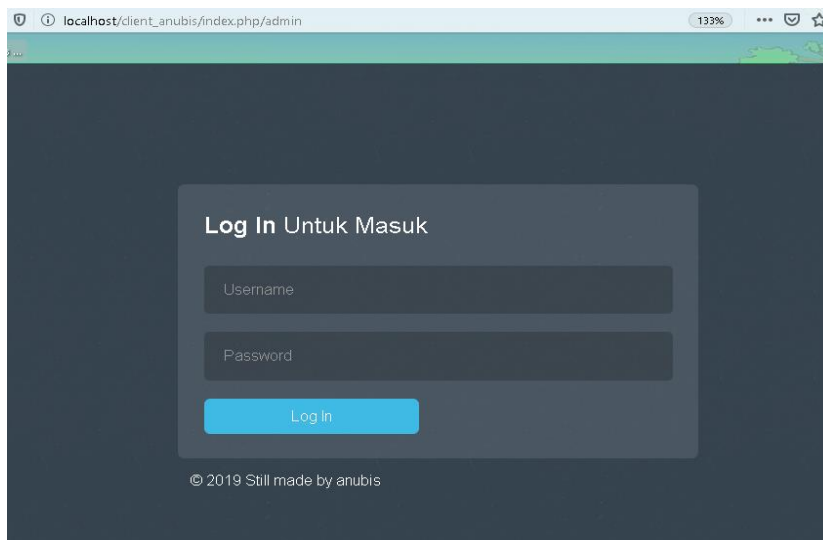 localhost/client_anubis/index.php/admin
133%
Log In Untuk Masuk
Username
Password
Log In
© 2019 Still made by anubis